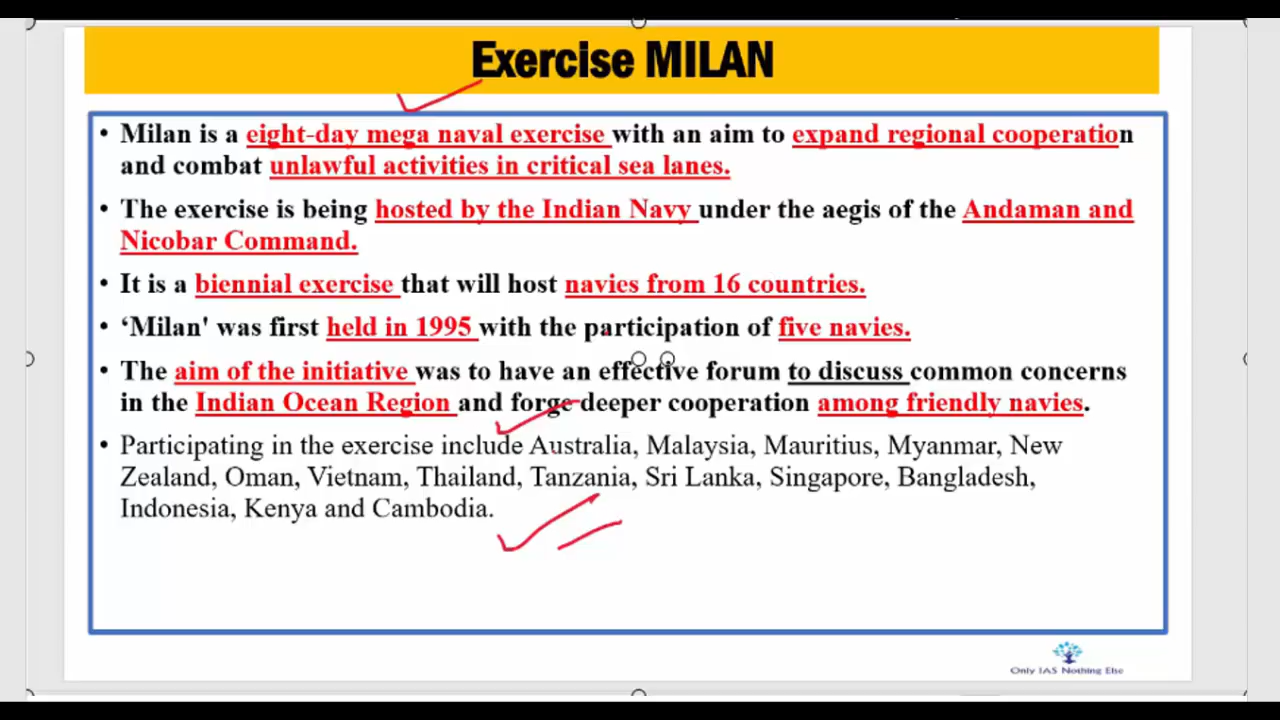 Exercise MILAN
• Milan is a eight-day mega naval exercise with an aim to expand regional cooperation
and combat unlawful activities in critical sea lanes.
• The exercise is being hosted by the Indian Navy under the aegis of the Andaman and
Nicobar Command.
• It is a biennial exercise that will host navies from 16 countries.
• ‘Milan' was first held in 1995 with the participation of five navies.
• The aim of the initiative was to have an effective forum to discuss common concerns
in the Indian Ocean Region and forge deeper cooperation among friendly navies.
• Participating in the exercise include Australia, Malaysia, Mauritius, Myanmar, New
Zealand, Oman, Vietnam, Thailand, Tanzania, Sri Lanka, Singapore, Bangladesh,
Indonesia, Kenya and Cambodia.
Only IAS Nothing Else